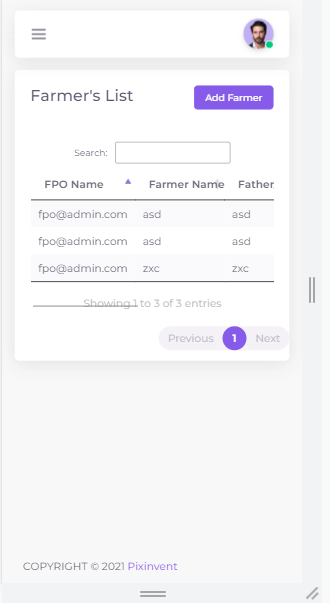 Farmer's List
Add Farmer
Search:
FPO Name Farmer Name Father
fpo@admin.com asd asd
fpo@admin.com asd asd
fpo@admin.com zxc zxc
Showing 1 to 3 of 3 entries
Previous 1 Next
COPYRIGHT © 2021 Pixinvent